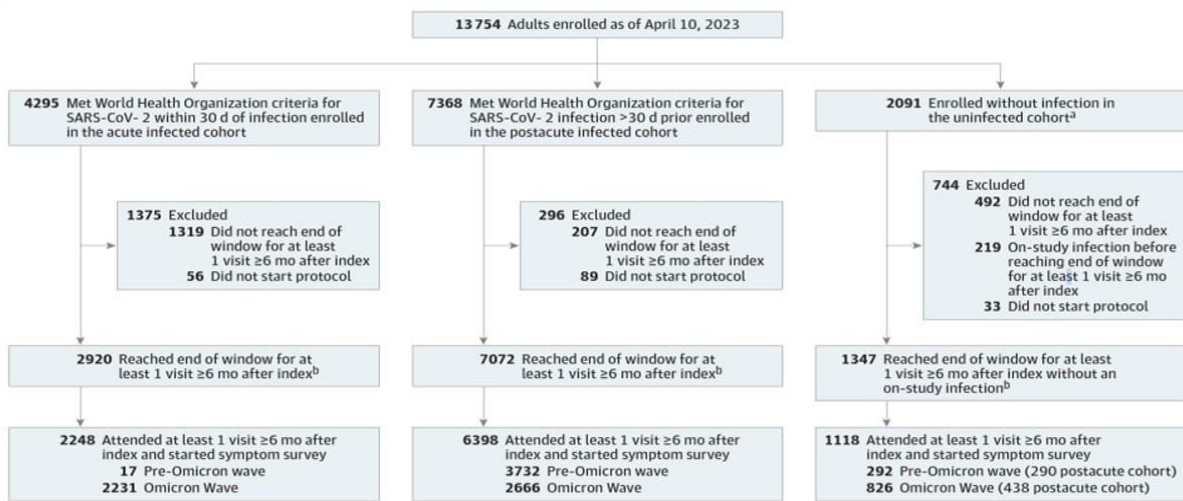 13754 Adults enrolled as of April 10, 2023
4295 Met World Health Organization criteria for
SARS-CoV- 2 within 30 d of infection enrolled
in the acute infected cohort
7368 Met World Health Organization criteria for
SARS-CoV- 2 infection >30 d prior enrolled
in the postacute infected cohort
2091 Enrolled without infection in
the uninfected cohortª
1375 Excluded
1319 Did not reach end of
window for at least
1 visit ≥6 mo after index
56 Did not start protocol
296 Excluded
207 Did not reach end of
window for at least
1 visit ≥6 mo after index
89 Did not start protocol
744 Excluded
492 Did not reach end of
window for at least
1 visit ≥6 mo after index
219 On-study infection before
reaching end of window
for at least 1 visit ≥6 mo
after index
33 Did not start protocol
2920 Reached end of window for at
least 1 visit ≥6 mo after indexᵇ
7072 Reached end of window for at
least 1 visit ≥6 mo after indexᵇ
1347 Reached end of window for at least
1 visit ≥6 mo after index without an
on-study infectionᵇ
2248 Attended at least 1 visit ≥6 mo after
index and started symptom survey
17 Pre-Omicron wave
2231 Omicron Wave
6398 Attended at least 1 visit ≥6 mo after
index and started symptom survey
3732 Pre-Omicron wave
2666 Omicron Wave
1118 Attended at least 1 visit ≥6 mo after
index and started symptom survey
292 Pre-Omicron wave (290 postacute cohort)
826 Omicron Wave (438 postacute cohort)